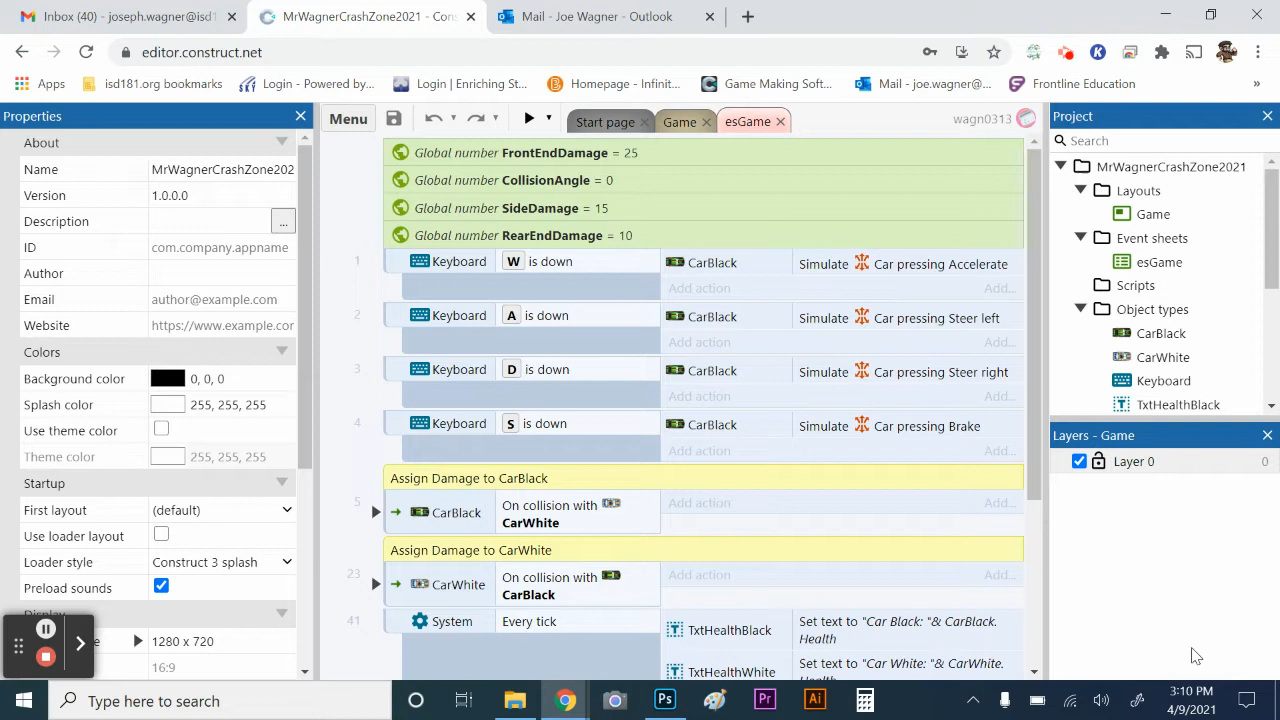 Inbox (40) - joseph.wagner@isd1
MrWagnerCrashZone2021 - Cons
Mail - Joe Wagner - Outlook
editor.construct.net
Apps
isd181.org bookmarks
Login - Powered by...
Login | Enriching St...
Homepage - Infinit...
Game Making Soft...
Mail - joe.wagner@...
Frontline Education
»
Properties
Menu
Start page
Game
esGame
wagn0313
Project
About
Name MrWagnerCrashZone202
Version 1.0.0.0
Description ...
ID com.company.appname
Author
Email author@example.com
Website https://www.example.cor
Colors
Background color 0, 0, 0
Splash color 255, 255, 255
Use theme color
Theme color 255, 255, 255
Startup
First layout (default)
Use loader layout
Loader style Construct 3 splash
Preload sounds
Display
1280 x 720
16:9
Global number FrontEndDamage = 25
Global number CollisionAngle = 0
Global number SideDamage = 15
Global number RearEndDamage = 10
1 Keyboard W is down CarBlack Simulate Car pressing Accelerate
Add action Add...
2 Keyboard A is down CarBlack Simulate Car pressing Steer left
Add action Add...
3 Keyboard D is down CarBlack Simulate Car pressing Steer right
Add action Add...
4 Keyboard S is down CarBlack Simulate Car pressing Brake
Add action Add...
Assign Damage to CarBlack
5 CarBlack On collision with CarWhite Add action Add...
Assign Damage to CarWhite
23 CarWhite On collision with CarBlack Add action Add...
41 System Every tick TxtHealthBlack Set text to "Car Black: "& CarBlack.
Health
TxtHealthWhite Set text to "Car White: "& CarWhite.
Health
Search
MrWagnerCrashZone2021
Layouts
Game
Event sheets
esGame
Scripts
Object types
CarBlack
CarWhite
Keyboard
TxtHealthBlack
Layers - Game
Layer 0 0
Type here to search
Ps
Pr
Ai
3:10 PM
4/9/2021